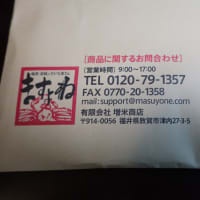 ますよね
[商品に関するお問合わせ]
[営業時間] 9:00〜17:00
TEL 0120-79-1357
FAX 0770-20-1358
mail: support@masuyone.com
有限会社 増米商店
〒914-0056 福井県敦賀市津内27-3-5